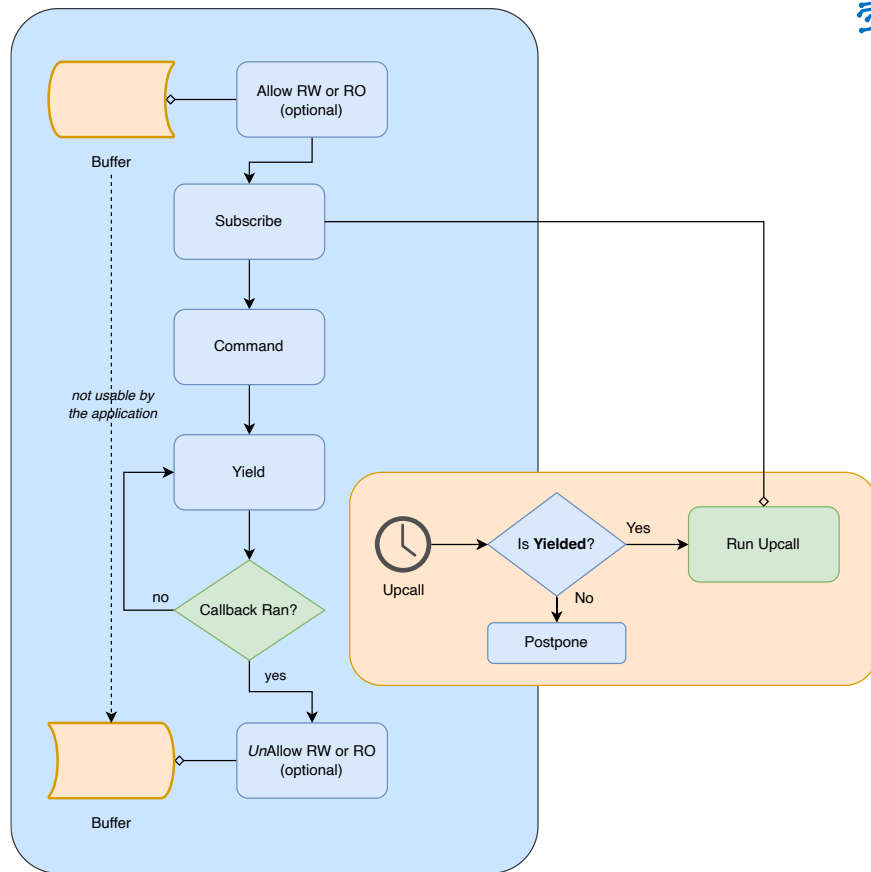 Allow RW or RO
(optional)
Buffer
Subscribe
Command
not usable by
the application
Yield
Is Yielded?
Yes
Run Upcall
Upcall
no
Callback Ran?
No
Postpone
yes
UnAllow RW or RO
(optional)
Buffer